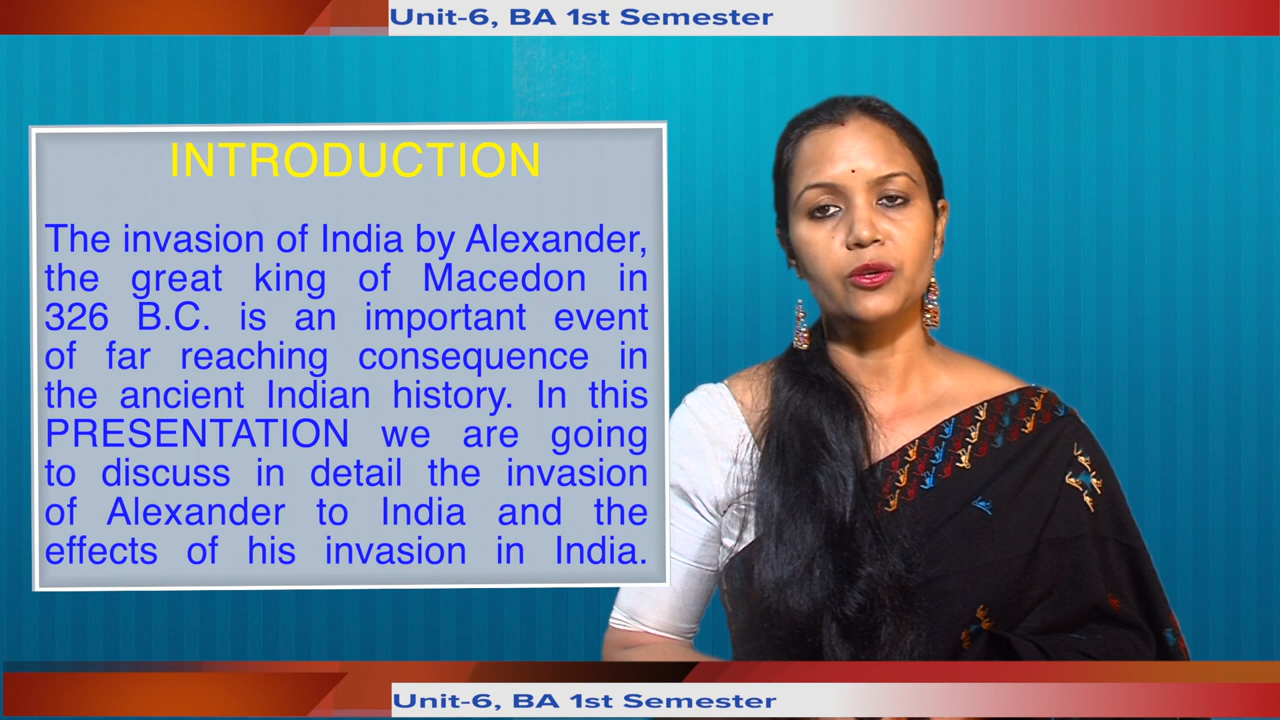 Unit-6, BA 1st Semester
INTRODUCTION
The invasion of India by Alexander,
the great king of Macedon in
326 B.C. is an important event
of far reaching consequence in
the ancient Indian history. In this
PRESENTATION we are going
to discuss in detail the invasion
of Alexander to India and the
effects of his invasion in India.
Unit-6, BA 1st Semester